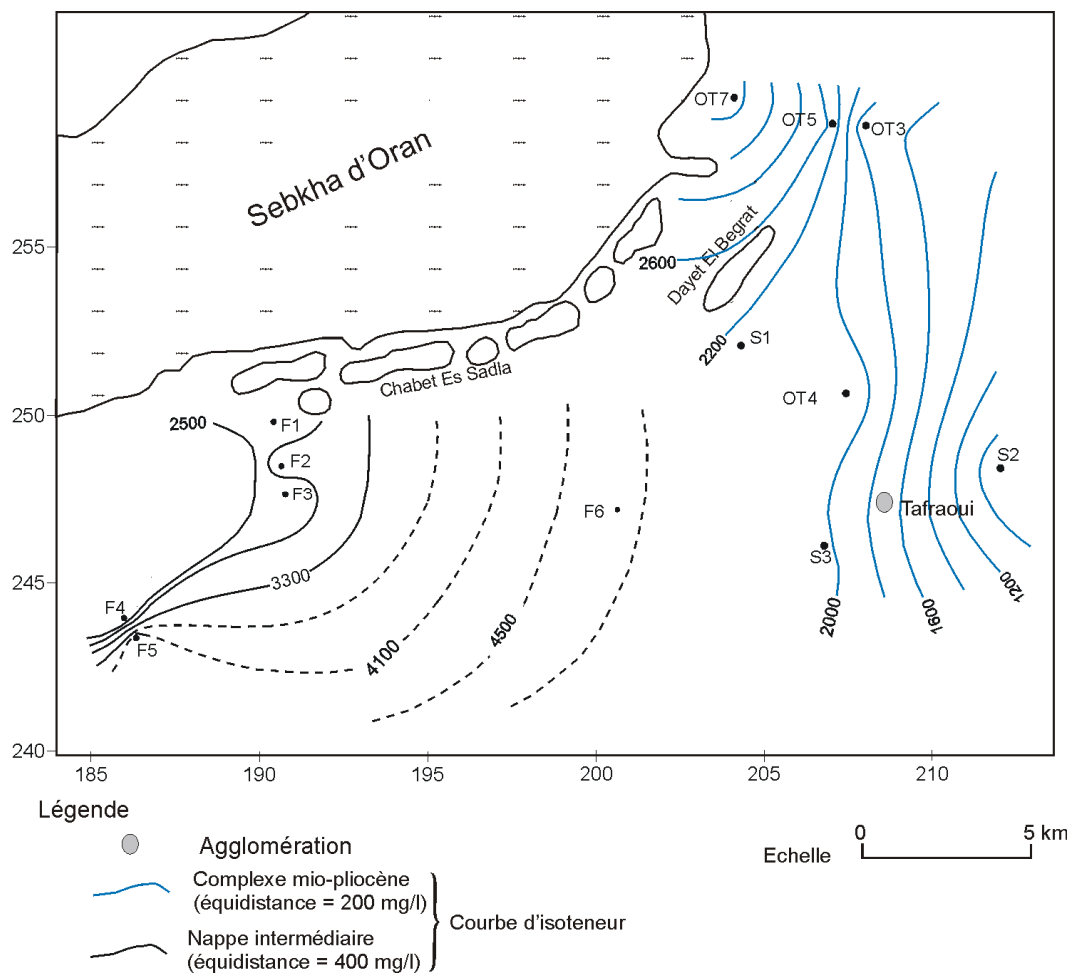 OT7
OT5
OT3
Sebkha d'Oran
255
2600
Dayet El Begrat
2200
S1
Chabet Es Sadla
OT4
250
2500
F1
F2
F3
S2
F6
Tafraoui
S3
245
3300
F4
F5
4100
4500
2000
1600
1200
240
185
190
195
200
205
210
Légende
Agglomération
0
5 km
Echelle
Complexe mio-pliocène
(équidistance = 200 mg/l)
Courbe d'isoteneur
Nappe intermédiaire
(équidistance = 400 mg/l)